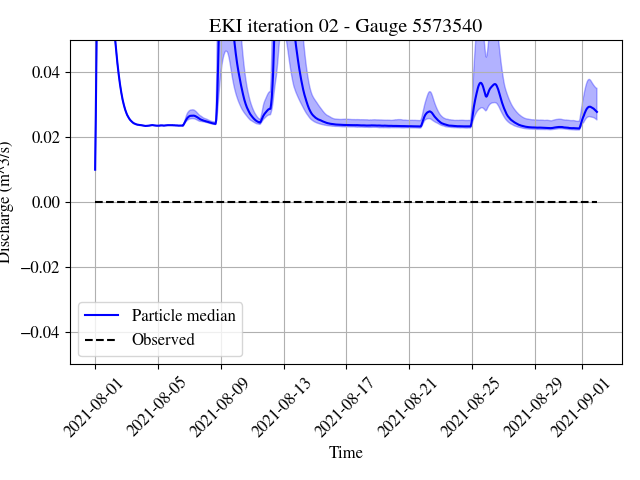 EKI iteration 02 - Gauge 5573540
Discharge (m^3/s)
0.04
0.02
0.00
−0.02
−0.04
Particle median
Observed
2021-08-01
2021-08-05
2021-08-09
2021-08-13
2021-08-17
2021-08-21
2021-08-25
2021-08-29
2021-09-01
Time